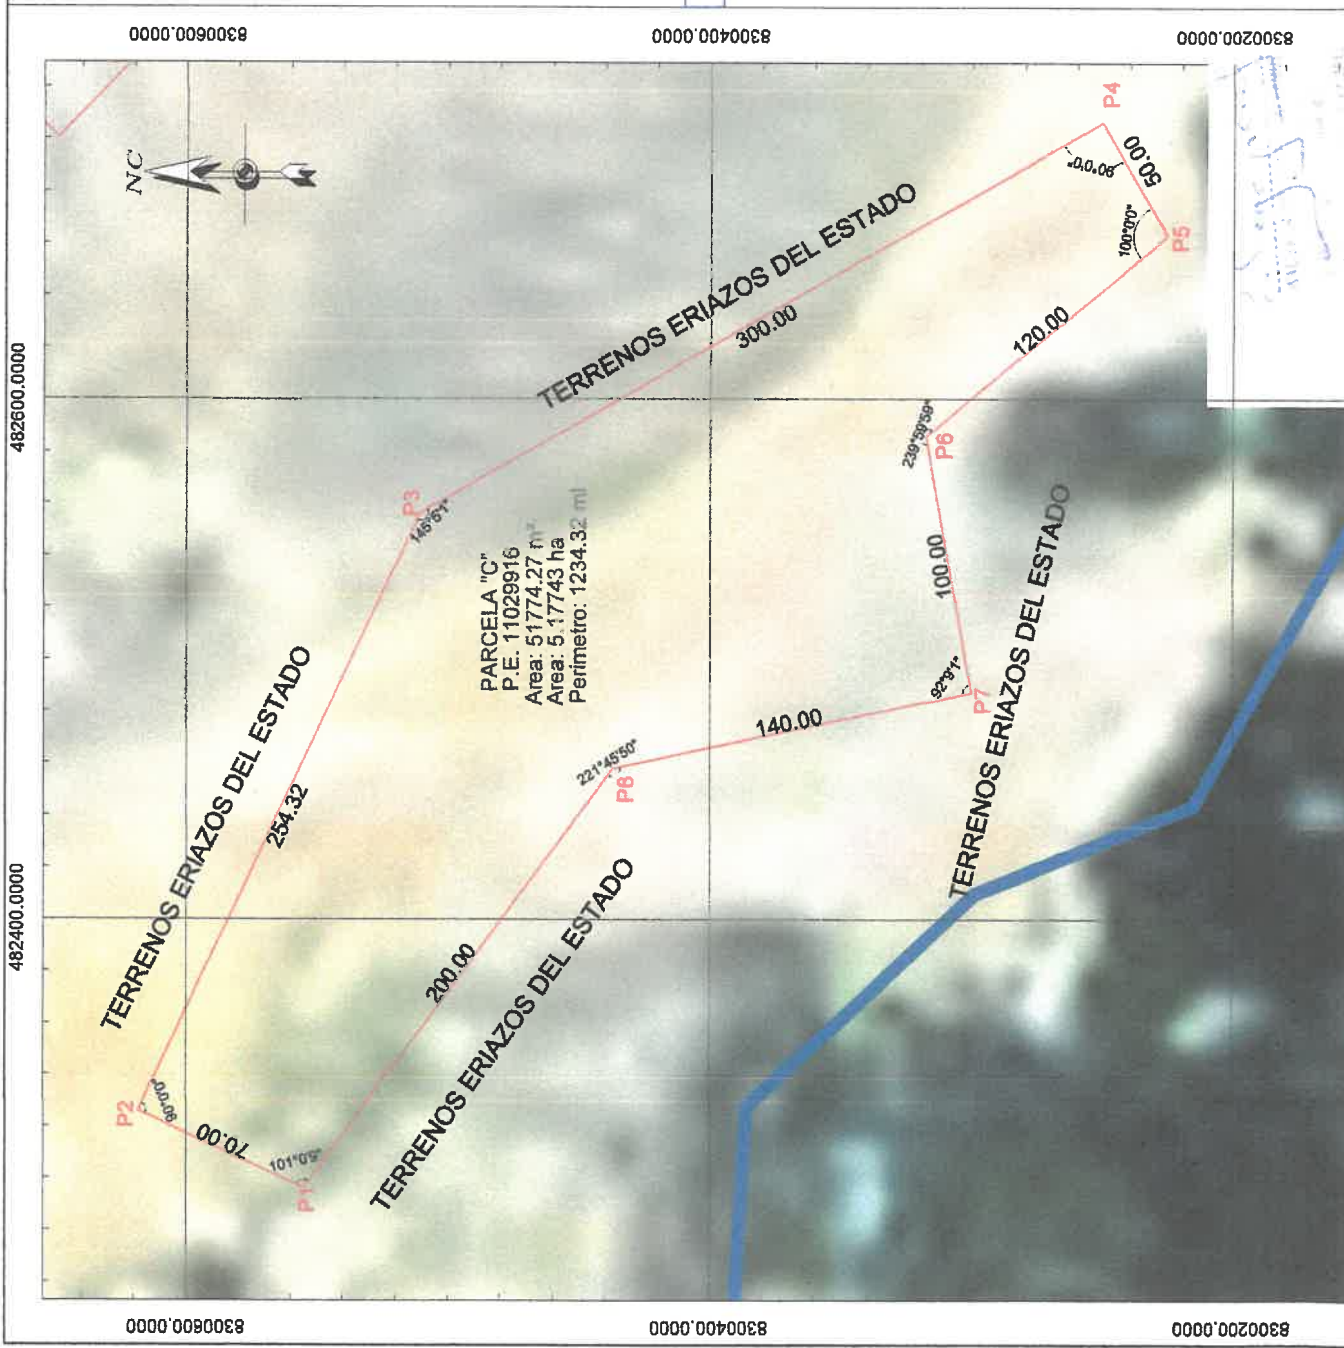 8300600.0000
8300400.0000
8300200.0000
482600.0000
482400.0000
NC
P4
50.00
90°0'0"
100°0'0"
P5
TERRENOS ERIAZOS DEL ESTADO
300.00
120.00
P6
239°59'59"
P3
145°5'1"
PARCELA "C"
P.E. 11029916
Area: 51774.27 m²
Area: 5.17743 ha
Perimetro: 1234.32 ml
100.00
92°9'1"
P7
TERRENOS ERIAZOS DEL ESTADO
140.00
221°45'50"
P8
TERRENOS ERIAZOS DEL ESTADO
254.32
200.00
TERRENOS ERIAZOS DEL ESTADO
P2
90°0'0"
70.00
101°0'9"
P1
8300600.0000
8300400.0000
8300200.0000